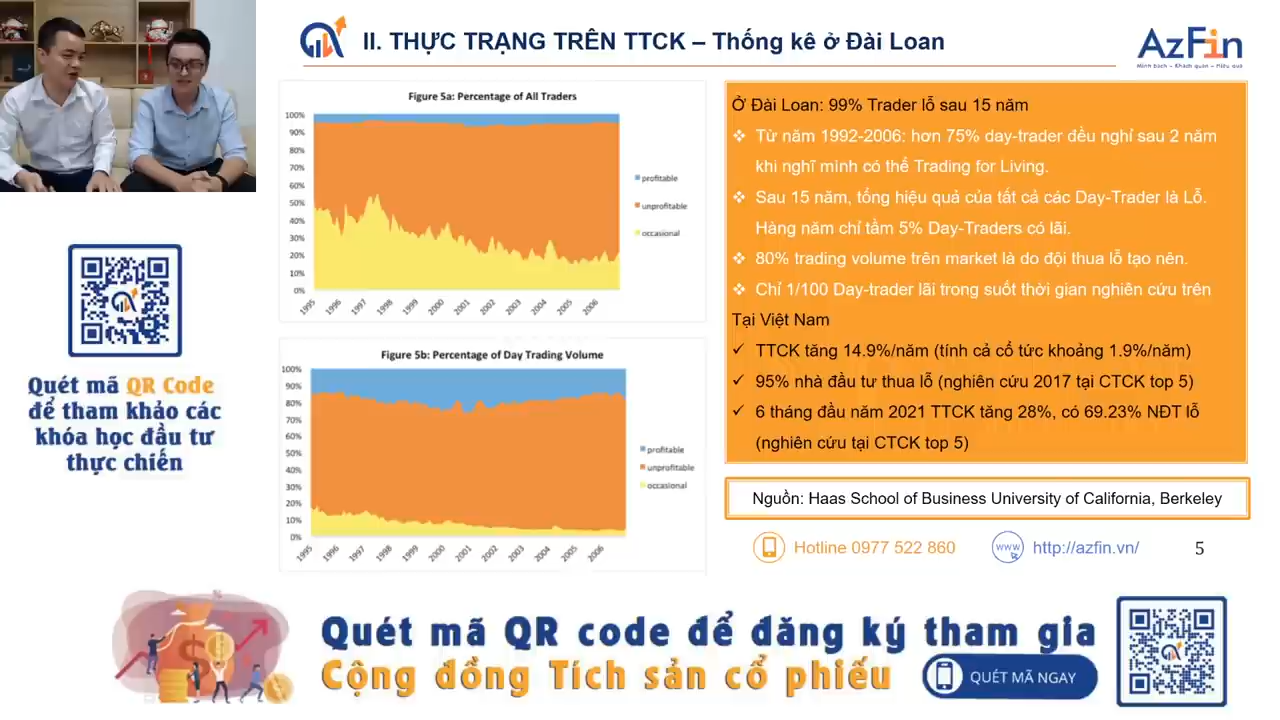 II. THỰC TRẠNG TRÊN TTCK – Thống kê ở Đài Loan
AzFin
Minh bạch – Khách quan – Hiệu quả
Figure 5a: Percentage of All Traders
100%
90%
80%
70%
60%
50%
40%
30%
20%
10%
0%
1995 1996 1997 1998 1999 2000 2001 2002 2003 2004 2005 2006
profitable
unprofitable
occasional
Figure 5b: Percentage of Day Trading Volume
100%
90%
80%
70%
60%
50%
40%
30%
20%
10%
0%
1995 1996 1997 1998 1999 2000 2001 2002 2003 2004 2005 2006
profitable
unprofitable
occasional
Ở Đài Loan: 99% Trader lỗ sau 15 năm
❖ Từ năm 1992-2006: hơn 75% day-trader đều nghỉ sau 2 năm
khi nghĩ mình có thể Trading for Living.
❖ Sau 15 năm, tổng hiệu quả của tất cả các Day-Trader là Lỗ.
Hàng năm chỉ tầm 5% Day-Traders có lãi.
❖ 80% trading volume trên market là do đội thua lỗ tạo nên.
❖ Chỉ 1/100 Day-trader lãi trong suốt thời gian nghiên cứu trên
Tại Việt Nam
✓ TTCK tăng 14.9%/năm (tính cả cổ tức khoảng 1.9%/năm)
✓ 95% nhà đầu tư thua lỗ (nghiên cứu 2017 tại CTCK top 5)
✓ 6 tháng đầu năm 2021 TTCK tăng 28%, có 69.23% NĐT lỗ
(nghiên cứu tại CTCK top 5)
Nguồn: Haas School of Business University of California, Berkeley
Hotline 0977 522 860
www
http://azfin.vn/
5
Quét mã QR Code
để tham khảo các
khóa học đầu tư
thực chiến
Quét mã QR code để đăng ký tham gia
Cộng đồng Tích sản cổ phiếu
QUÉT MÃ NGAY